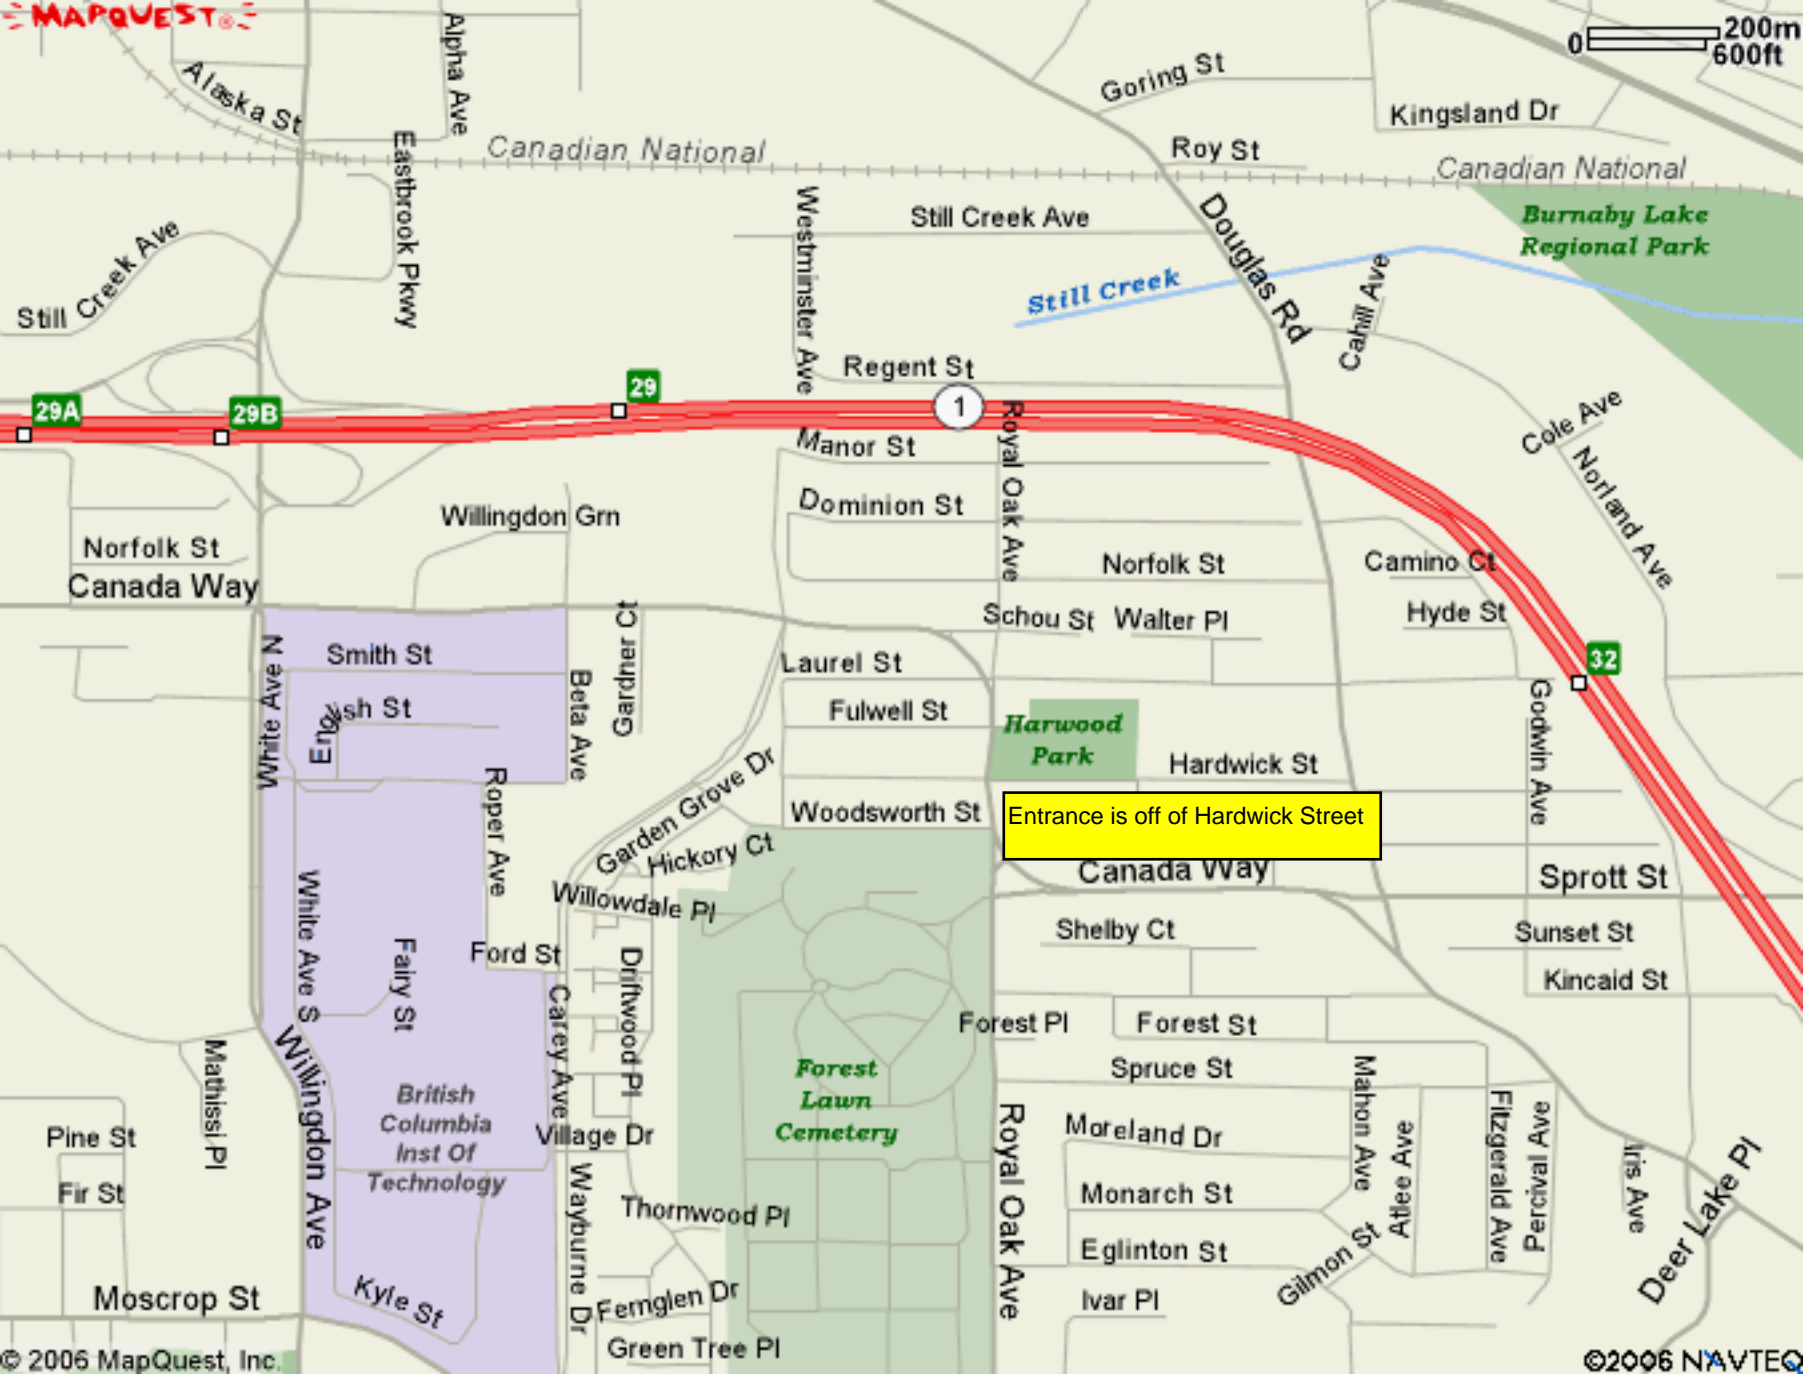 MAPQUEST®
200m
0
600ft
Alpha Ave
Goring St
Alaska St
Kingsland Dr
Eastbrook Pkwy
Canadian National
Roy St
Canadian National
Westminster Ave
Still Creek Ave
Douglas Rd
Burnaby Lake
Regional Park
Still Creek Ave
Still Creek
Cahill Ave
Regent St
29
29A
29B
1
Royal Oak Ave
Cole Ave
Manor St
Norland Ave
Dominion St
Willingdon Grn
Norfolk St
Norfolk St
Camino Ct
Canada Way
Gardner Ct
Schou St
Walter Pl
Hyde St
White Ave N
Smith St
Laurel St
32
Beta Ave
English St
Fulwell St
Harwood
Park
Godwin Ave
Hardwick St
Roper Ave
Garden Grove Dr
Woodsworth St
Entrance is off of Hardwick Street
Hickory Ct
Canada Way
Sprott St
White Ave S
Willowdale Pl
Shelby Ct
Sunset St
Fairy St
Ford St
Driftwood Pl
Kincaid St
Carey Ave
Forest Pl
Forest St
Willingdon Ave
Mathissi Pl
Forest
Lawn
Cemetery
Spruce St
Mahon Ave
British
Columbia
Inst Of
Technology
Fitzgerald Ave
Percival Ave
Royal Oak Ave
Moreland Dr
Atlee Ave
Pine St
Village Dr
Iris Ave
Deer Lake Pl
Fir St
Wayburne Dr
Thornwood Pl
Monarch St
Eglinton St
Gilmon St
Moscrop St
Kyle St
Fernglen Dr
Ivar Pl
Green Tree Pl
© 2006 MapQuest, Inc.
©2006 NAVTEQ